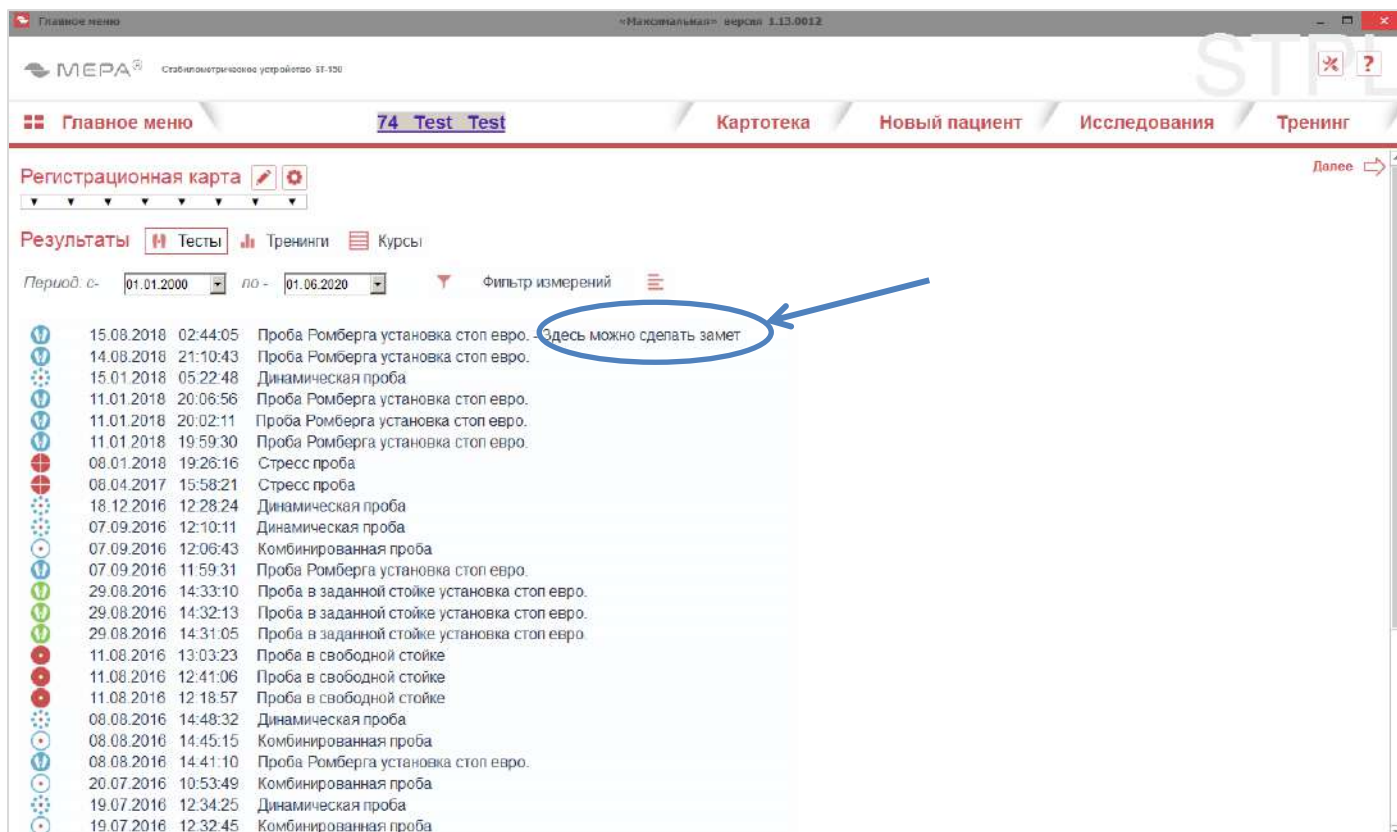 Главное меню «Максимальная» версия 1.13.0012
STPL
МЕРА® Стабилометрическое устройство ST-150 ?
Главное меню 74 Test Test Картотека Новый пациент Исследования Тренинг
Далее
Регистрационная карта
Результаты Тесты Тренинги Курсы
Период: с- 01.01.2000 по - 01.06.2020 Фильтр измерений
15.08.2018 02:44:05 Проба Ромберга установка стоп евро. - Здесь можно сделать замет
14.08.2018 21:10:43 Проба Ромберга установка стоп евро.
15.01.2018 05:22:48 Динамическая проба
11.01.2018 20:06:56 Проба Ромберга установка стоп евро.
11.01.2018 20:02:11 Проба Ромберга установка стоп евро.
11.01.2018 19:59:30 Проба Ромберга установка стоп евро.
08.01.2018 19:26:16 Стресс проба
08.04.2017 15:58:21 Стресс проба
18.12.2016 12:28:24 Динамическая проба
07.09.2016 12:10:11 Динамическая проба
07.09.2016 12:06:43 Комбинированная проба
07.09.2016 11:59:31 Проба Ромберга установка стоп евро.
29.08.2016 14:33:10 Проба в заданной стойке установка стоп евро.
29.08.2016 14:32:13 Проба в заданной стойке установка стоп евро.
29.08.2016 14:31:05 Проба в заданной стойке установка стоп евро.
11.08.2016 13:03:23 Проба в свободной стойке
11.08.2016 12:41:06 Проба в свободной стойке
11.08.2016 12:18:57 Проба в свободной стойке
08.08.2016 14:48:32 Динамическая проба
08.08.2016 14:45:15 Комбинированная проба
08.08.2016 14:41:10 Проба Ромберга установка стоп евро.
20.07.2016 10:53:49 Комбинированная проба
19.07.2016 12:34:25 Динамическая проба
19.07.2016 12:32:45 Комбинированная проба